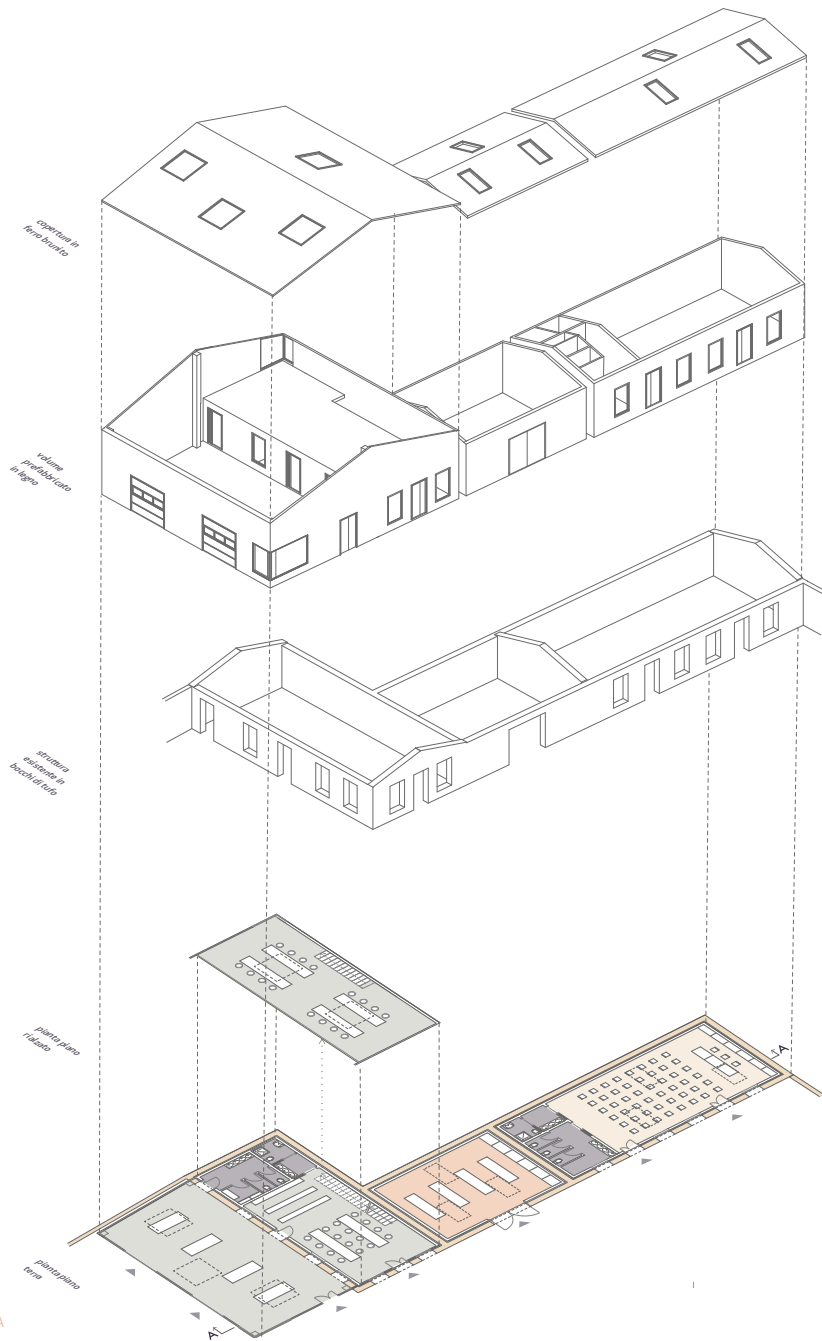 copertura in
ferro brunito
volume
prefabbricato
in legno
struttura
esistente in
bocchi di tufo
pianta piano
rialzato
A
pianta piano
terra
A
A